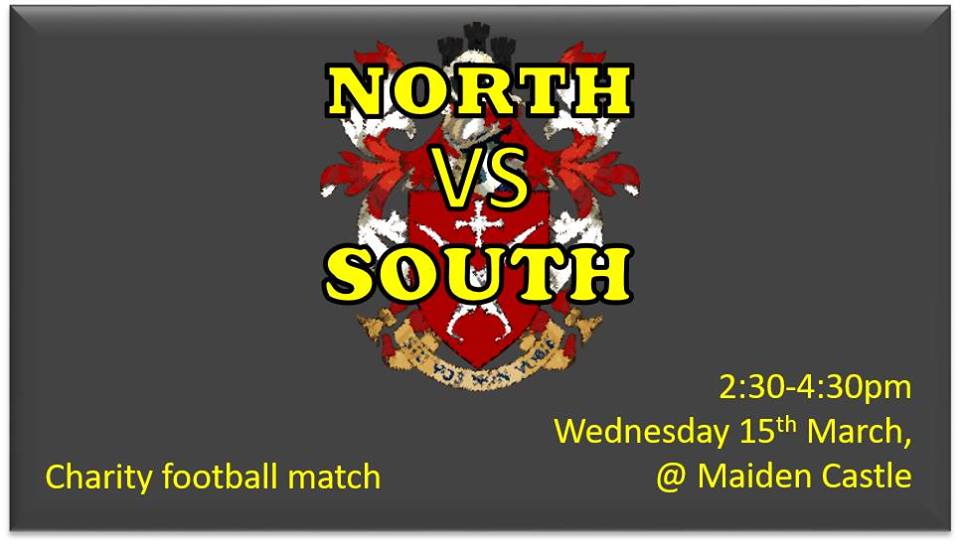 NORTH
VS
SOUTH
2:30-4:30pm
Wednesday 15th March,
@ Maiden Castle
Charity football match